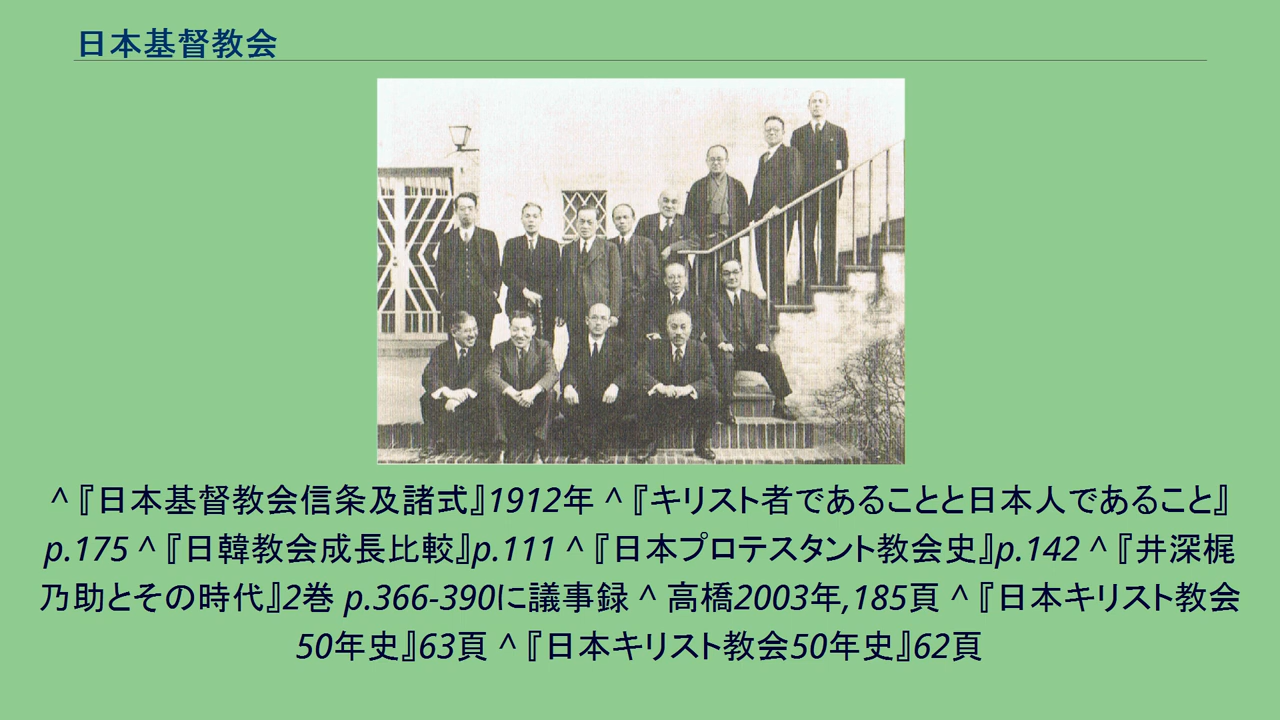 日本基督教会
^『日本基督教会信条及諸式』1912年 ^『キリスト者であることと日本人であること』
p.175 ^『日韓教会成長比較』p.111 ^『日本プロテスタント教会史』p.142 ^『井深梶
乃助とその時代』2巻 p.366-390に議事録 ^ 高橋2003年,185頁 ^『日本キリスト教会
50年史』63頁 ^『日本キリスト教会50年史』62頁